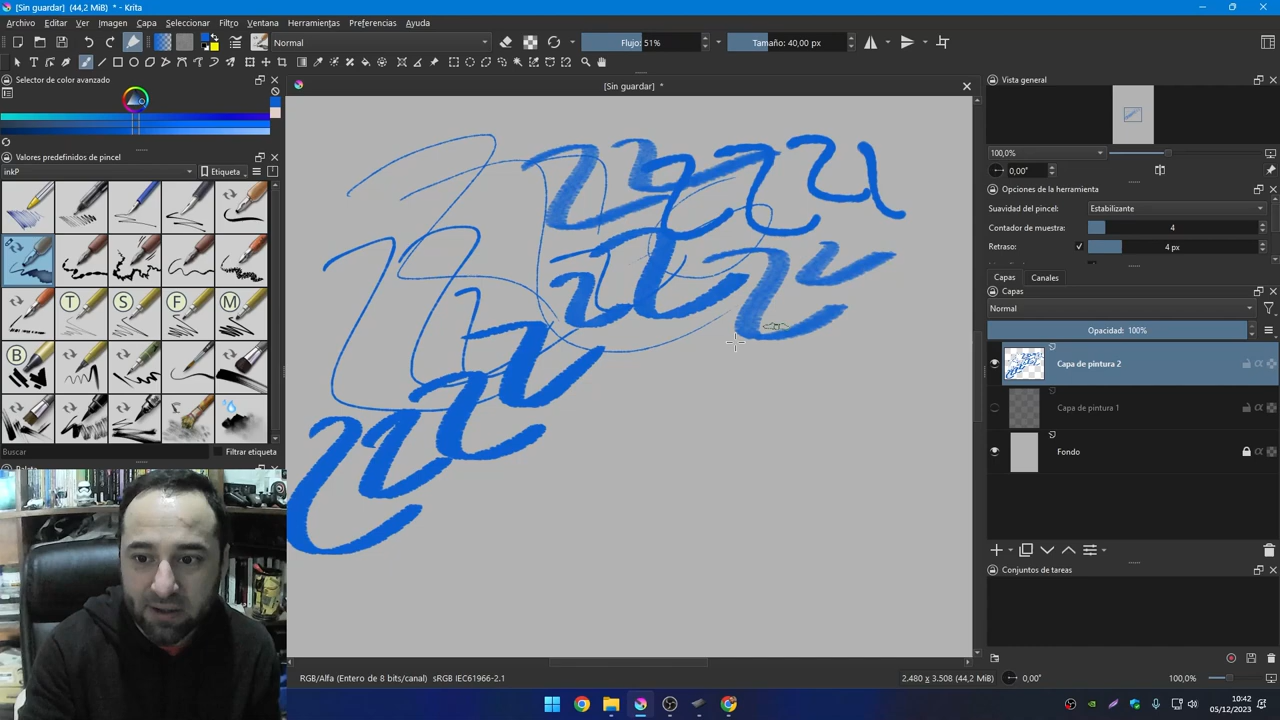 [Sin guardar] (44,2 MiB) * - Krita
Archivo Editar Ver Imagen Capa Seleccionar Filtro Ventana Herramientas Preferencias Ayuda
Normal Flujo: 51% Tamaño: 40,00 px
Selector de color avanzado
[Sin guardar] *
Vista general
100,0%
0,00°
Valores predefinidos de pincel
inkP Etiqueta
Opciones de la herramienta
Suavidad del pincel: Estabilizante
Contador de muestra: 4
Retraso: 4 px
Capas Canales
Capas
Normal
Opacidad: 100%
T S F M
B
Capa de pintura 2
Capa de pintura 1
Fondo
Buscar Filtrar etiqueta
Conjuntos de tareas
RGB/Alfa (Entero de 8 bits/canal) sRGB IEC61966-2.1 2.480 x 3.508 (44,2 MiB) 0,00° 100,0%
10:42
05/12/2023